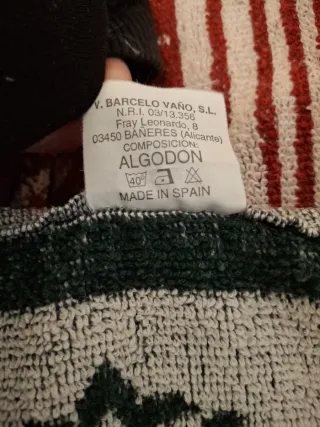 V. BARCELO VAÑO, S.L.
N.R.I. 03/13.356
Fray Leonardo, 8
03450 BAÑERES (Alicante)
COMPOSICION:
ALGODON
40°
MADE IN SPAIN